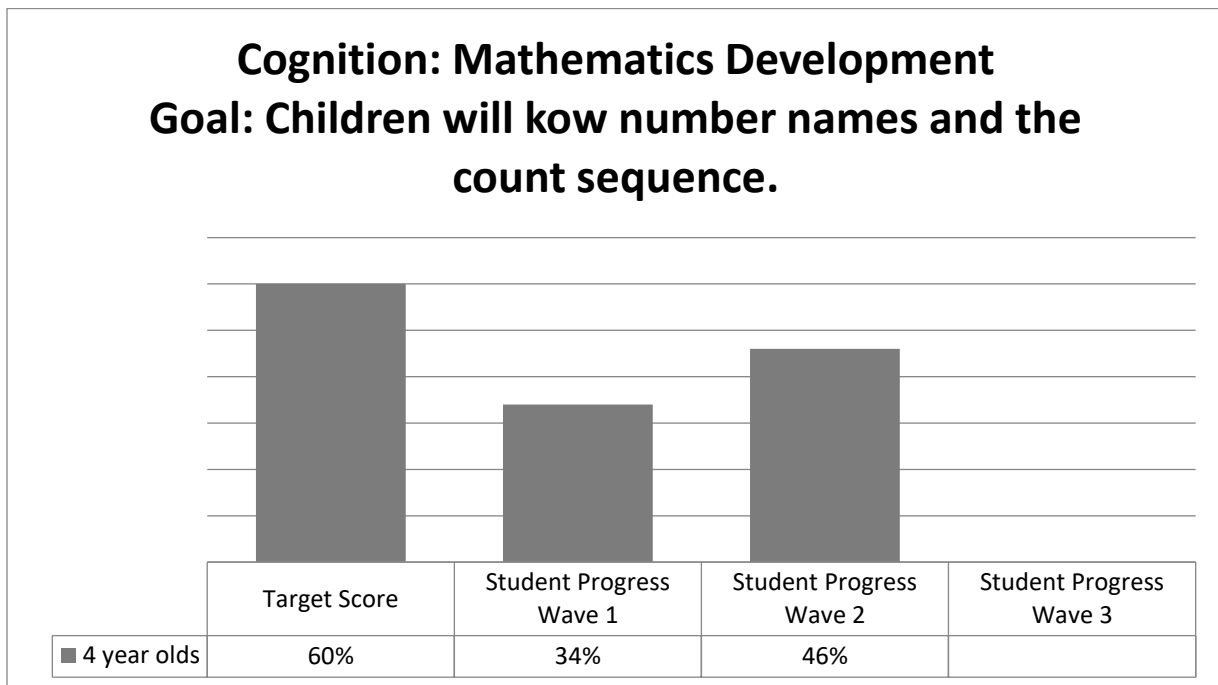 Cognition: Mathematics Development
Goal: Children will kow number names and the
count sequence.
Target Score
Student Progress
Wave 1
Student Progress
Wave 2
Student Progress
Wave 3
4 year olds
60%
34%
46%